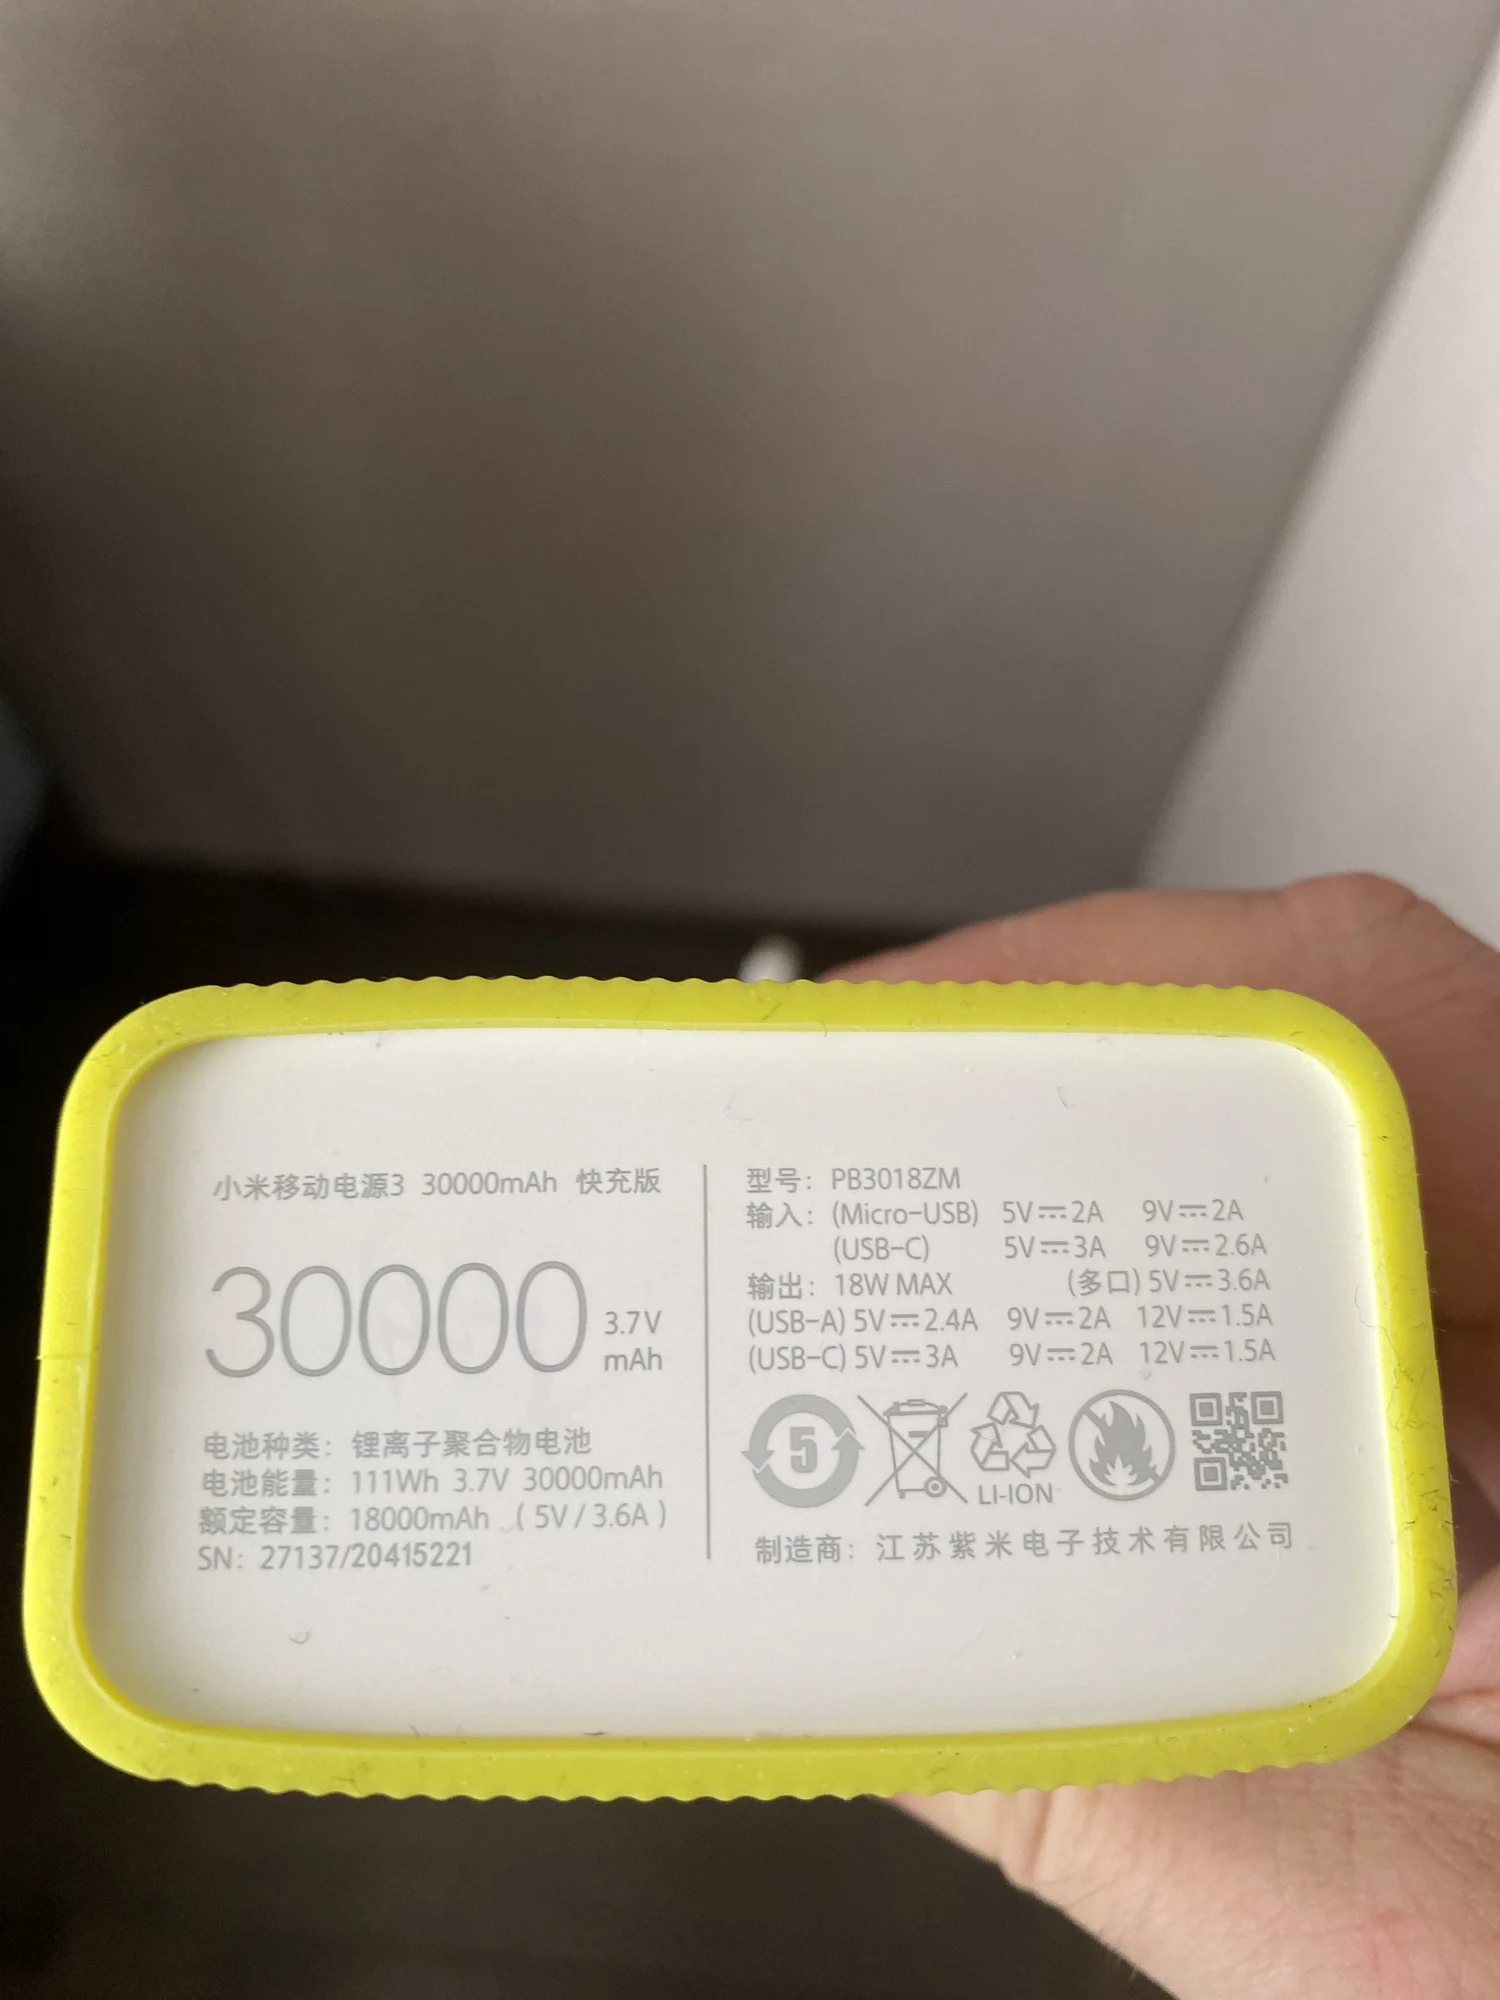 小米移动电源3 30000mAh 快充版
30000 3.7V
mAh
电池种类：锂离子聚合物电池
电池能量：111Wh 3.7V 30000mAh
额定容量：18000mAh（5V/3.6A）
SN：27137/20415221
型号：PB3018ZM
输入：(Micro-USB) 5V⎓2A 9V⎓2A
(USB-C) 5V⎓3A 9V⎓2.6A
输出：18W MAX (多口) 5V⎓3.6A
(USB-A) 5V⎓2.4A 9V⎓2A 12V⎓1.5A
(USB-C) 5V⎓3A 9V⎓2A 12V⎓1.5A
5
LI-ION
制造商：江苏紫米电子技术有限公司